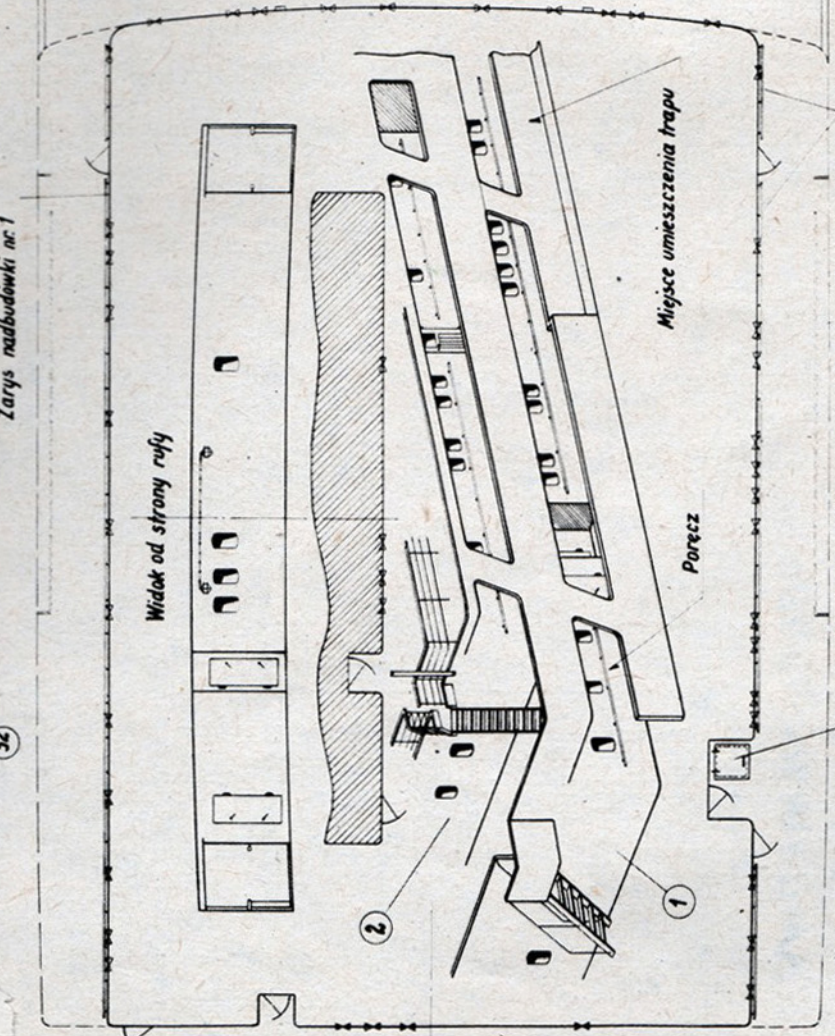 Zarys nadbudówki nr. 1
32
Widok od strony rufy
Miejsce umieszczenia trapu
Poręcz
2
1